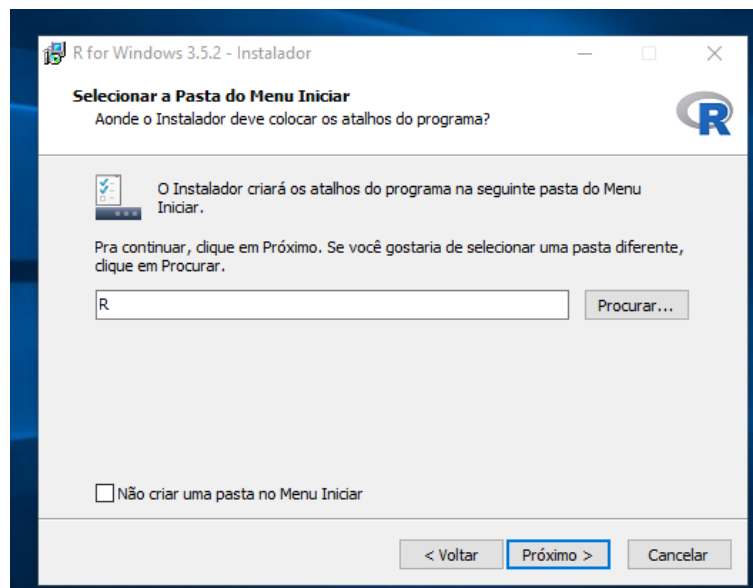 R for Windows 3.5.2 - Instalador
Selecionar a Pasta do Menu Iniciar
Aonde o Instalador deve colocar os atalhos do programa?
R
O Instalador criará os atalhos do programa na seguinte pasta do Menu
Iniciar.
Pra continuar, clique em Próximo. Se você gostaria de selecionar uma pasta diferente,
clique em Procurar.
R
Procurar...
Não criar uma pasta no Menu Iniciar
< Voltar
Próximo >
Cancelar